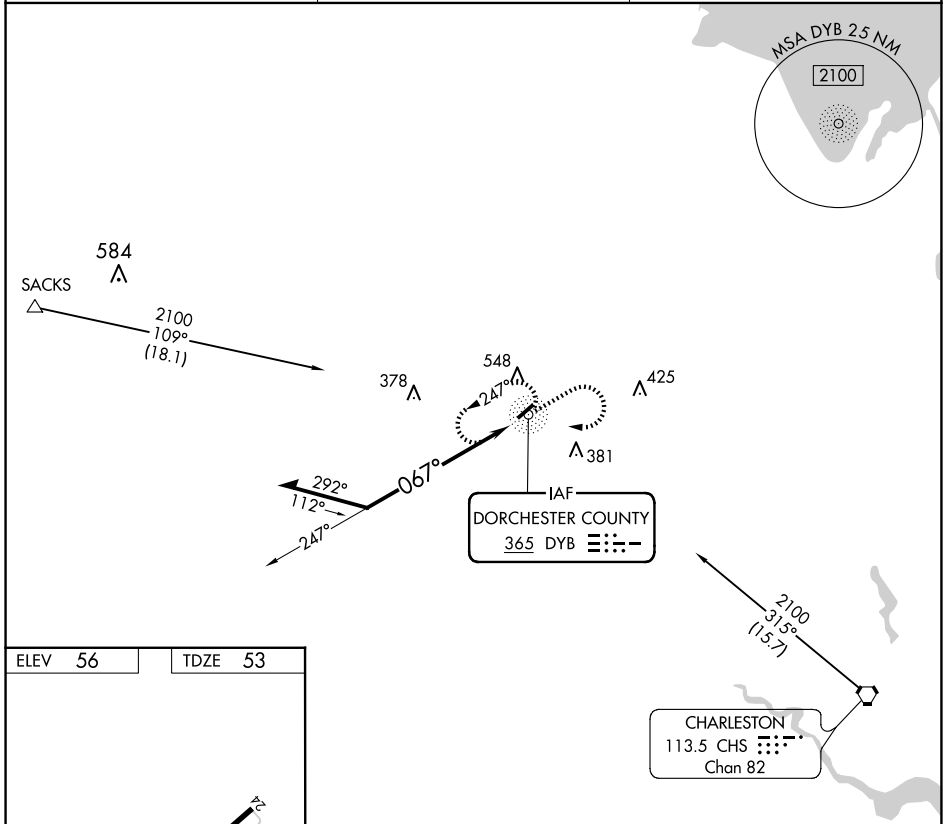 MSA DYB 25 NM
2100
584
SACKS
2100
109°
(18.1)
378
548
247°
425
381
067°
292°
112°
247°
IAF
DORCHESTER COUNTY
365 DYB
2100
315°
(15.7)
CHARLESTON
113.5 CHS
Chan 82
ELEV 56
TDZE 53
24